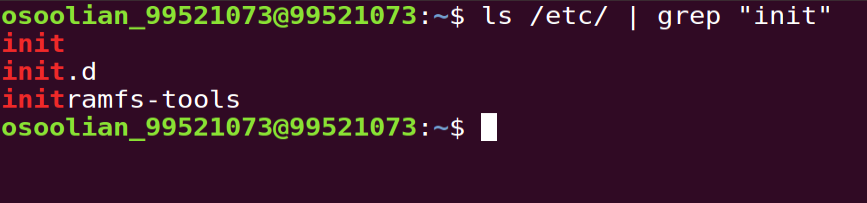 osoolian_99521073@99521073:~$ ls /etc/ | grep "init"
init
init.d
initramfs-tools
osoolian_99521073@99521073:~$